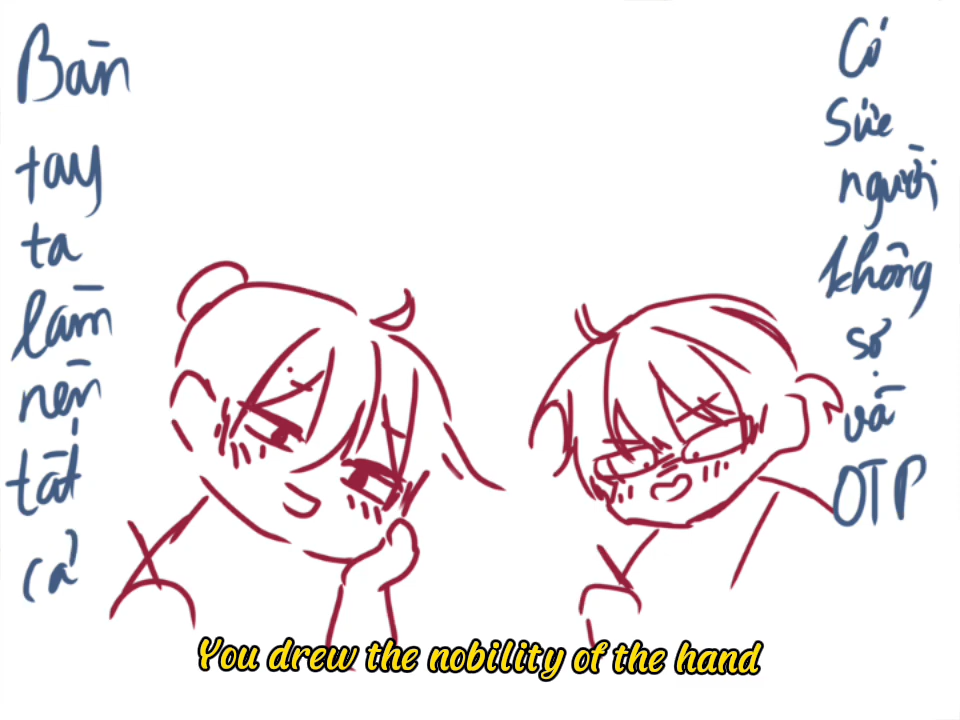 Bàn
tay
ta
làm
nên
tất
cả
Có
Sức
người
không
sợ
và
OTP
You drew the nobility of the hand